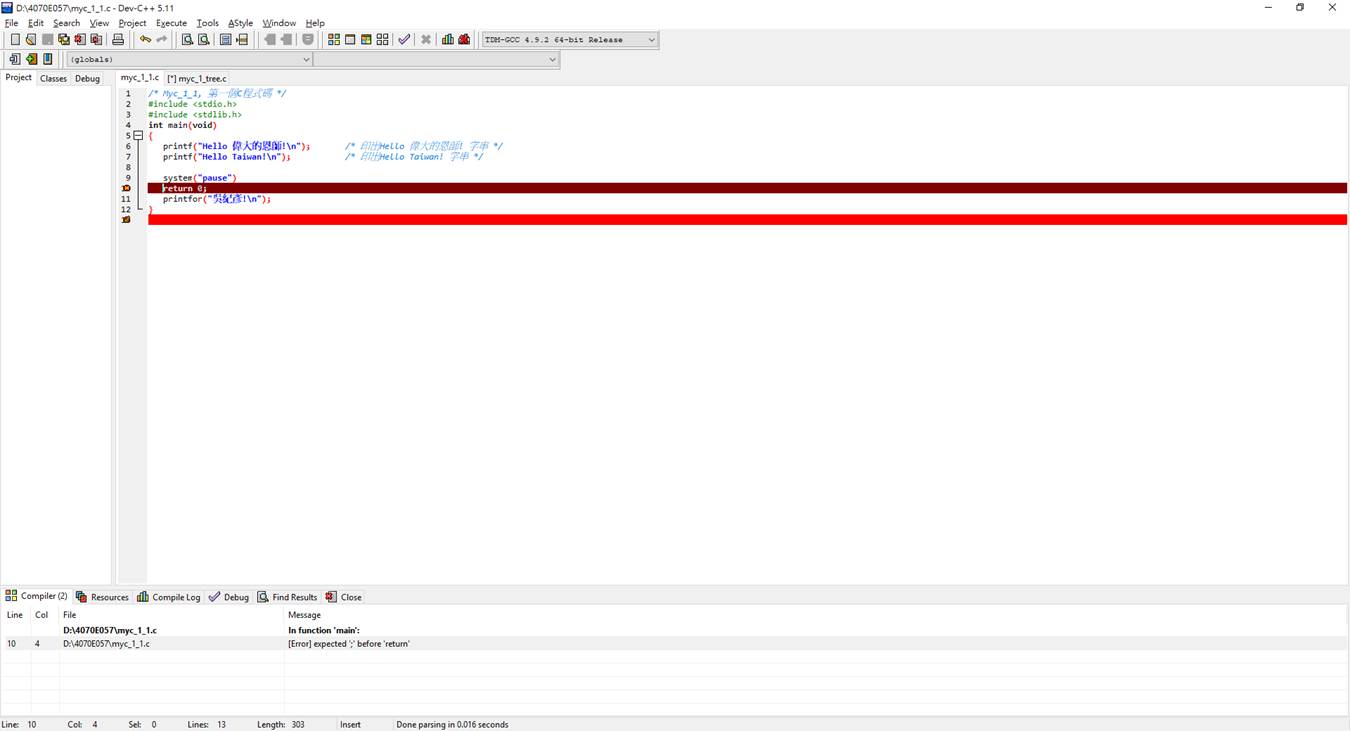 D:\4070E057\myc_1_1.c - Dev-C++ 5.11
File Edit Search View Project Execute Tools AStyle Window Help
TDM-GCC 4.9.2 64-bit Release
(globals)
Project Classes Debug myc_1_1.c [*] myc_1_tree.c
1 /* Myc_1_1, 第一個C程式碼 */
2 #include <stdio.h>
3 #include <stdlib.h>
4 int main(void)
5 {
6 printf("Hello 偉大的恩師!\n"); /* 印出Hello 偉大的恩師! 字串 */
7 printf("Hello Taiwan!\n"); /* 印出Hello Taiwan! 字串 */
8
9 system("pause")
return 0;
11 printfor("吳紀彥!\n");
12 }
Compiler (2) Resources Compile Log Debug Find Results Close
Line Col File Message
D:\4070E057\myc_1_1.c In function 'main':
10 4 D:\4070E057\myc_1_1.c [Error] expected ';' before 'return'
Line: 10 Col: 4 Sel: 0 Lines: 13 Length: 303 Insert Done parsing in 0.016 seconds